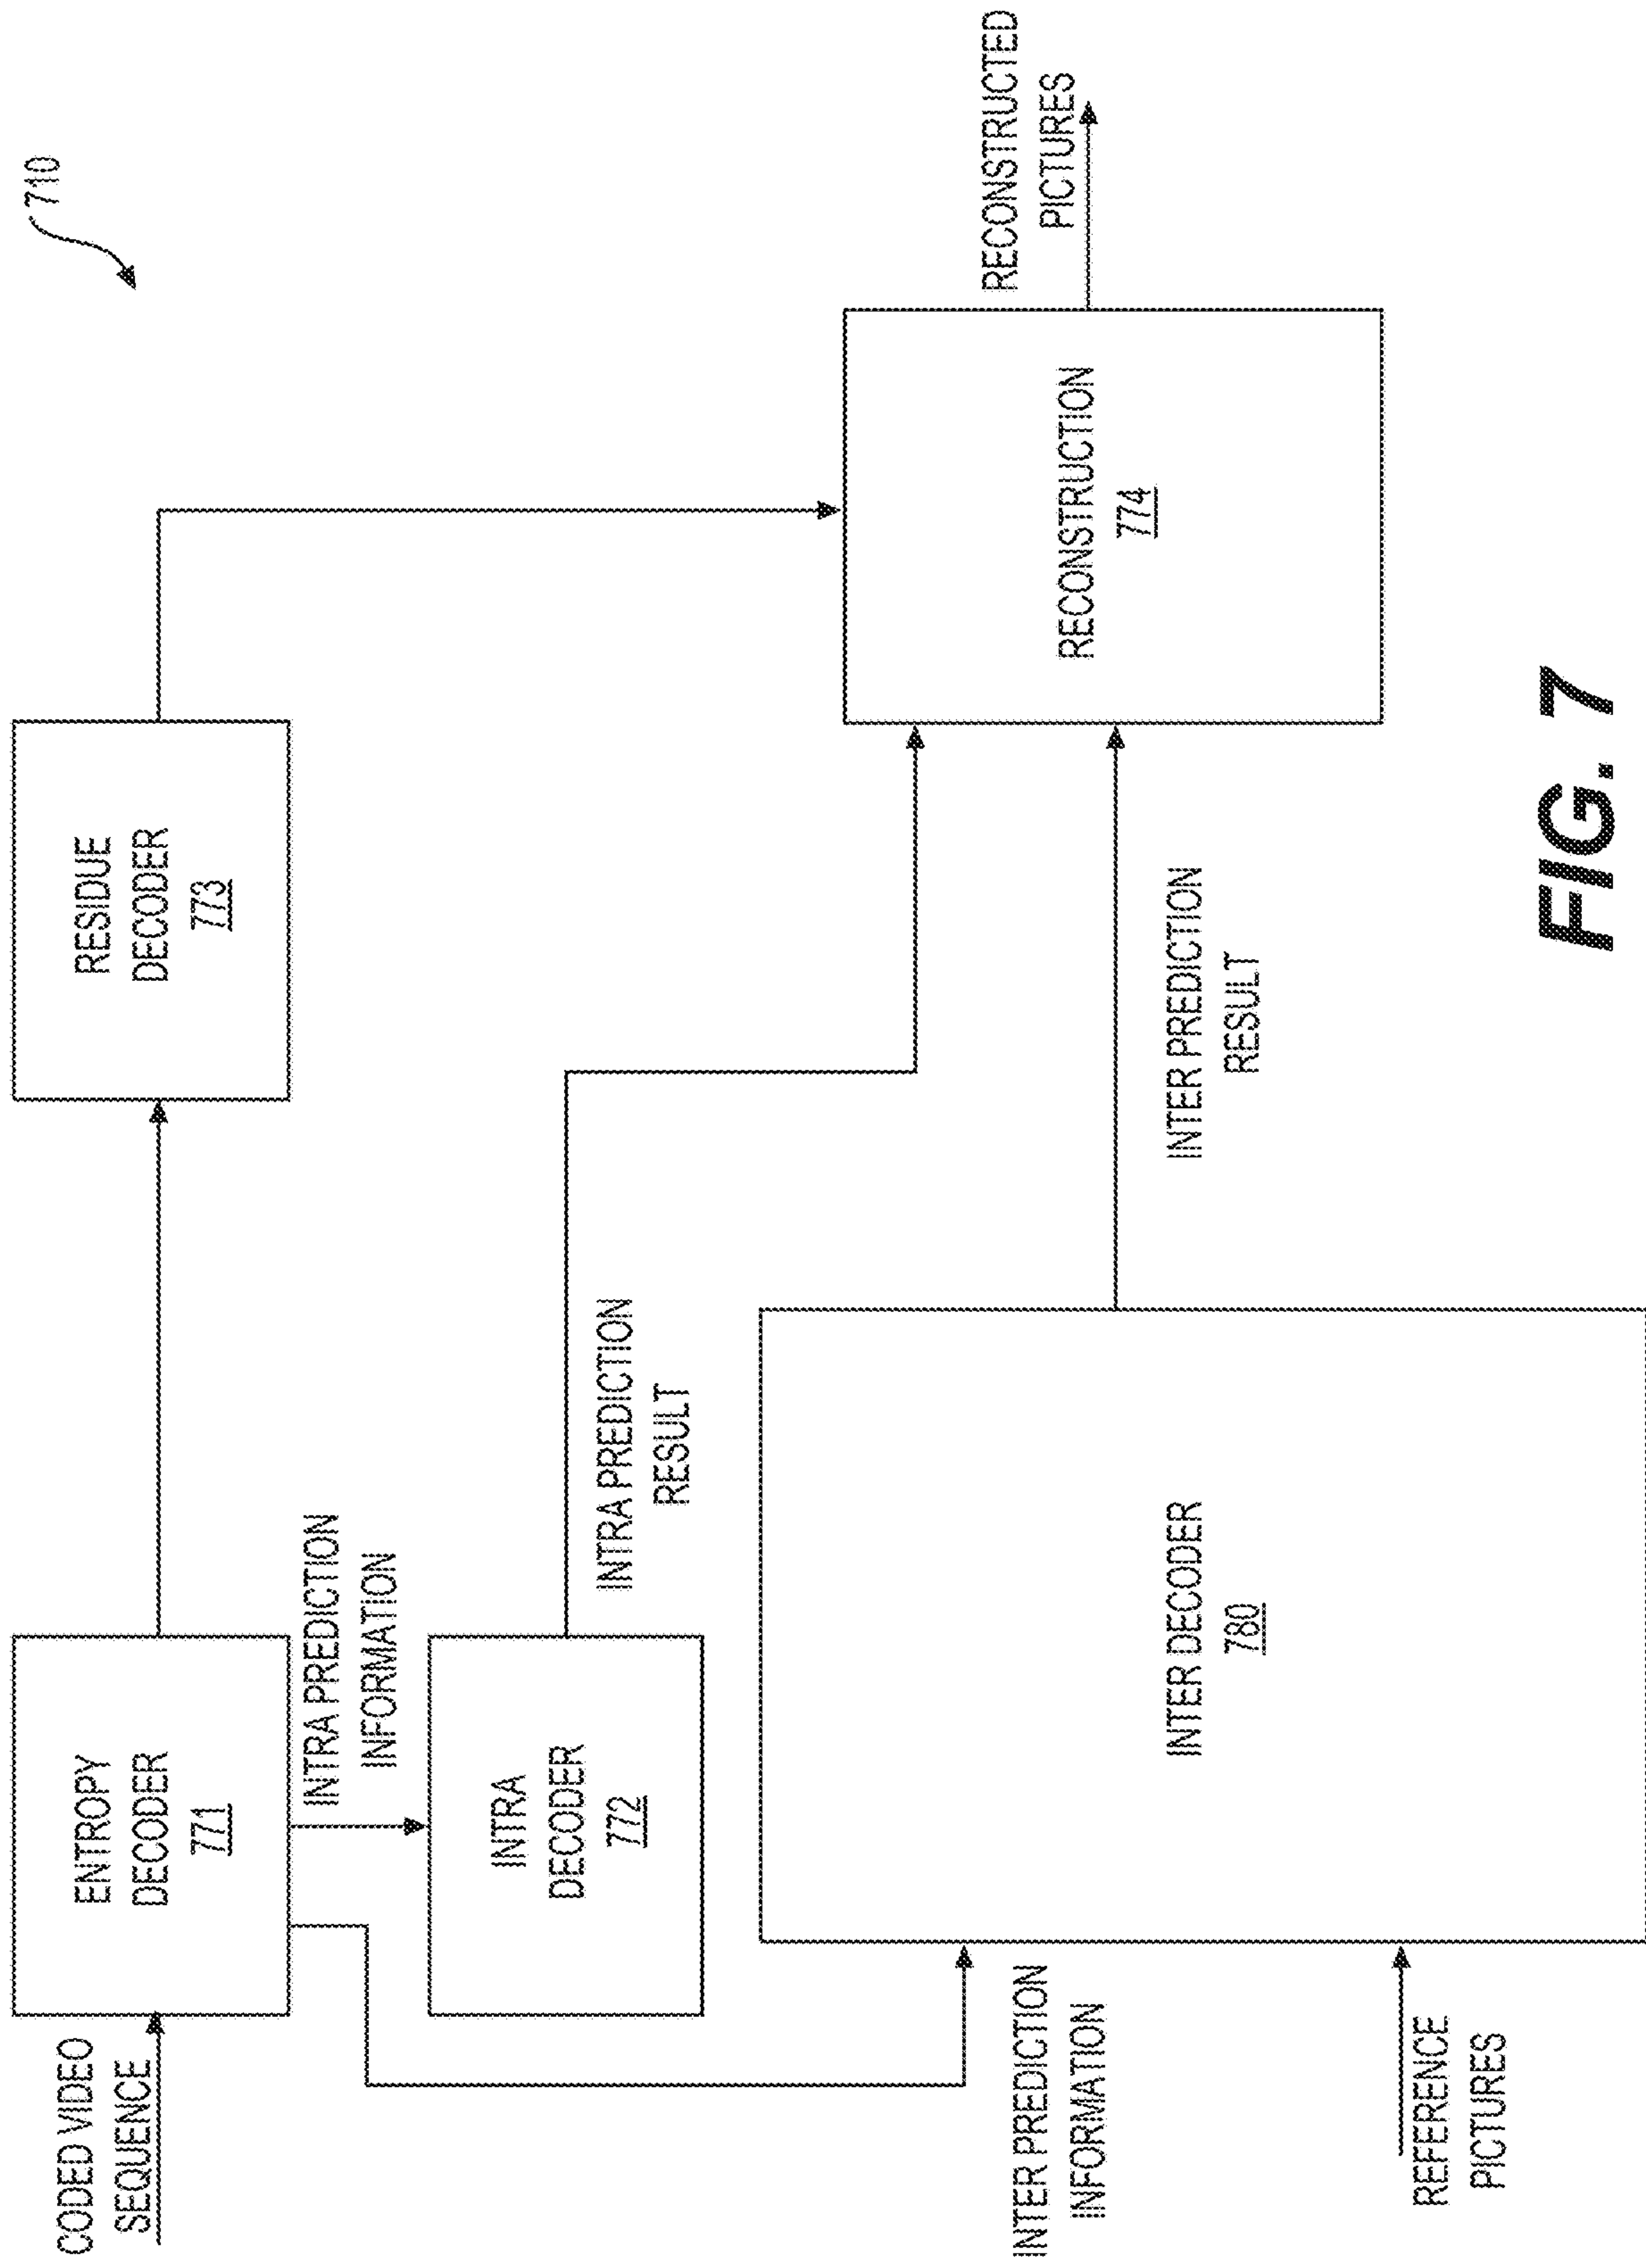 710
CODED VIDEO
SEQUENCE
ENTROPY
DECODER
771
RESIDUE
DECODER
773
INTRA PREDICTION
INFORMATION
INTRA
DECODER
772
INTRA PREDICTION
RESULT
INTER PREDICTION
INFORMATION
REFERENCE
PICTURES
INTER DECODER
780
INTER PREDICTION
RESULT
RECONSTRUCTION
774
RECONSTRUCTED
PICTURES
FIG. 7